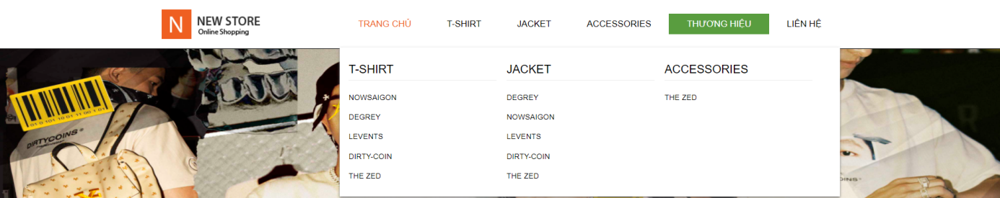 N NEW STORE
Online Shopping
TRANG CHỦ T-SHIRT JACKET ACCESSORIES THƯƠNG HIỆU LIÊN HỆ
T-SHIRT JACKET ACCESSORIES
NOWSAIGON DEGREY THE ZED
DEGREY NOWSAIGON
LEVENTS LEVENTS
DIRTY-COIN DIRTY-COIN
THE ZED THE ZED
DIRTYCOINS